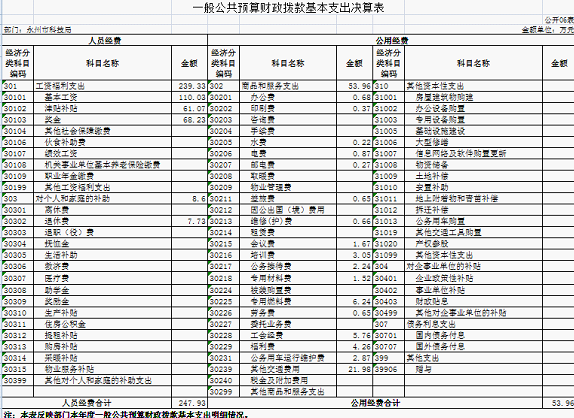 一般公共预算财政拨款基本支出决算表
公开06表
部门：永州市科技局 金额单位：万元
人员经费 公用经费
经济分类科目编码 科目名称 金额 经济分类科目编码 科目名称 金额 经济分类科目编码 科目名称 金额
301 工资福利支出 239.33 302 商品和服务支出 53.96 310 其他资本性支出
30101 基本工资 110.03 30201 办公费 0.68 31001 房屋建筑物购建
30102 津贴补贴 61.07 30202 印刷费 0.37 31002 办公设备购置
30103 奖金 68.23 30203 咨询费 31003 专用设备购置
30104 其他社会保障缴费 30204 手续费 31005 基础设施建设
30106 伙食补助费 30205 水费 0.22 31006 大型修缮
30107 绩效工资 30206 电费 0.87 31007 信息网络及软件购置更新
30108 机关事业单位基本养老保险缴费 30207 邮电费 0.27 31008 物资储备
30109 职业年金缴费 30208 取暖费 31009 土地补偿
30199 其他工资福利支出 30209 物业管理费 31010 安置补助
303 对个人和家庭的补助 8.6 30211 差旅费 0.65 31011 地上附着物和青苗补偿
30301 离休费 30212 因公出国（境）费用 31012 拆迁补偿
30302 退休费 7.73 30213 维修(护)费 0.66 31013 公务用车购置
30303 退职（役）费 30214 租赁费 31019 其他交通工具购置
30304 抚恤金 30215 会议费 1.67 31020 产权参股
30305 生活补助 30216 培训费 3.05 31099 其他资本性支出
30306 救济费 30217 公务接待费 2.24 304 对企事业单位的补贴
30307 医疗费 30218 专用材料费 1.52 30401 企业政策性补贴
30308 助学金 30224 被装购置费 30402 事业单位补贴
30309 奖励金 30225 专用燃料费 6.24 30403 财政贴息
30310 生产补贴 30226 劳务费 0.65 30499 其他对企事业单位的补贴
30311 住房公积金 30227 委托业务费 307 债务利息支出
30312 提租补贴 30228 工会经费 5.76 30701 国内债务付息
30313 购房补贴 30229 福利费 4.26 30707 国外债务付息
30314 采暖补贴 30231 公务用车运行维护费 2.87 399 其他支出
30315 物业服务补贴 30239 其他交通费用 21.98 39906 赠与
30399 其他对个人和家庭的补助支出 30240 税金及附加费用
30299 其他商品和服务支出
人员经费合计 247.93 公用经费合计 53.96
注：本表反映部门本年度一般公共预算财政拨款基本支出明细情况。